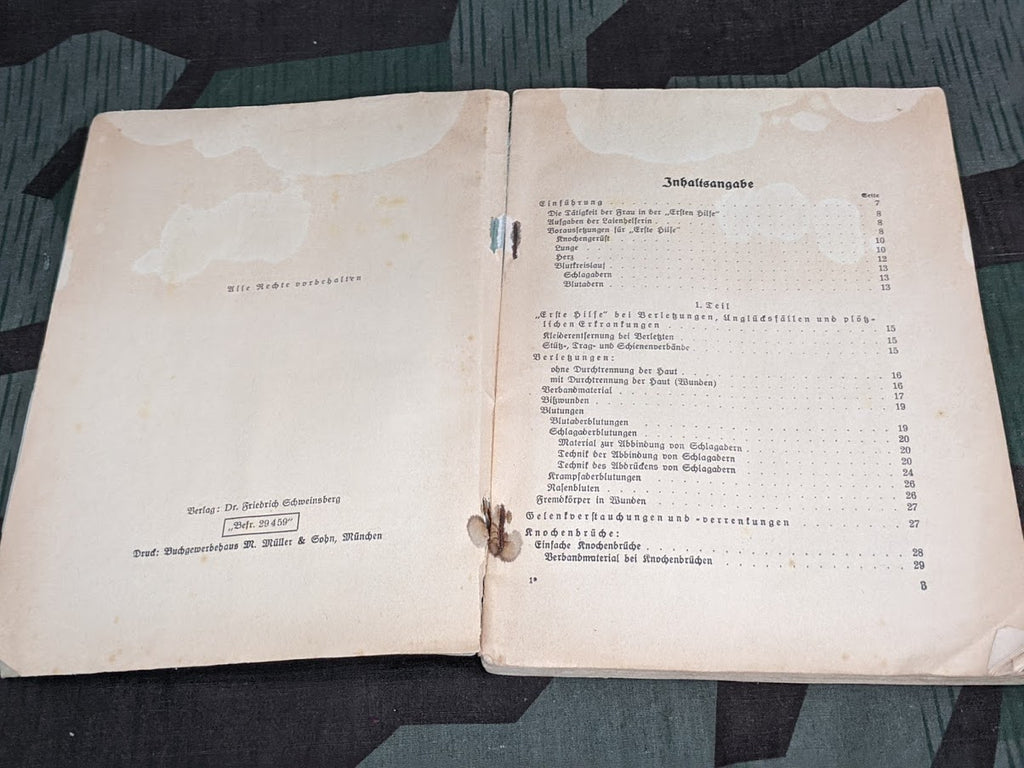 Alle Rechte vorbehalten
Verlag: Dr. Friedrich Schweinsberg
„Befr. 29459“
Druck: Buchgewerbehaus M. Müller & Sohn, München
Inhaltsangabe
Seite
Einführung . . . 7
Die Tätigkeit der Frau in der „Ersten Hilfe“ . . . 8
Aufgaben der Laienhelferin . . . 8
Voraussetzungen für „Erste Hilfe“ . . . 8
Knochengerüst . . . 10
Lunge . . . 10
Herz . . . 12
Blutkreislauf . . . 13
Schlagadern . . . 13
Blutadern . . . 13
1. Teil
„Erste Hilfe“ bei Verletzungen, Unglücksfällen und plötz-
lichen Erkrankungen . . . 15
Kleiderentfernung bei Verletzten . . . 15
Stütz-, Trag- und Schienenverbände . . . 15
Verletzungen:
ohne Durchtrennung der Haut . . . 16
mit Durchtrennung der Haut (Wunden) . . . 16
Verbandmaterial . . . 17
Bißwunden . . . 19
Blutungen
Blutaderblutungen . . . 19
Schlagaderblutungen . . . 20
Material zur Abbindung von Schlagadern . . . 20
Technik der Abbindung von Schlagadern . . . 20
Technik des Abdrückens von Schlagadern . . . 24
Krampfaderblutungen . . . 26
Nasenbluten . . . 26
Fremdkörper in Wunden . . . 27
Gelenkverstauchungen und -verrenkungen . . . 27
Knochenbrüche:
Einfache Knochenbrüche . . . 28
Verbandmaterial bei Knochenbrüchen . . . 29
1* 3